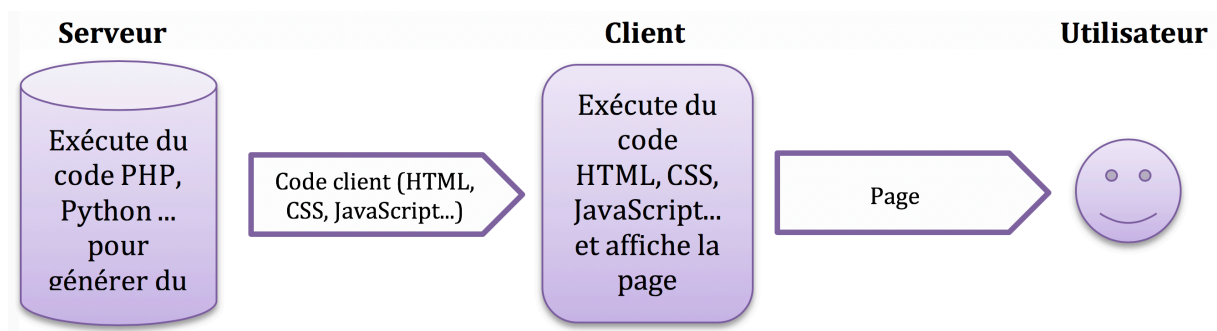 Serveur
Client
Utilisateur
Exécute du
code PHP,
Python ...
pour
générer du
Code client (HTML,
CSS, JavaScript...)
Exécute du
code
HTML, CSS,
JavaScript...
et affiche la
page
Page